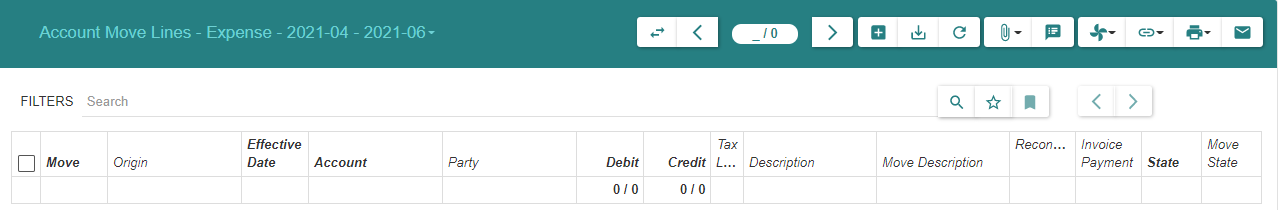 Account Move Lines - Expense - 2021-04 - 2021-06
_ / 0
FILTERS Search
Move Origin Effective Date Account Party Debit Credit Tax L... Description Move Description Recon... Invoice Payment State Move State
0 / 0 0 / 0